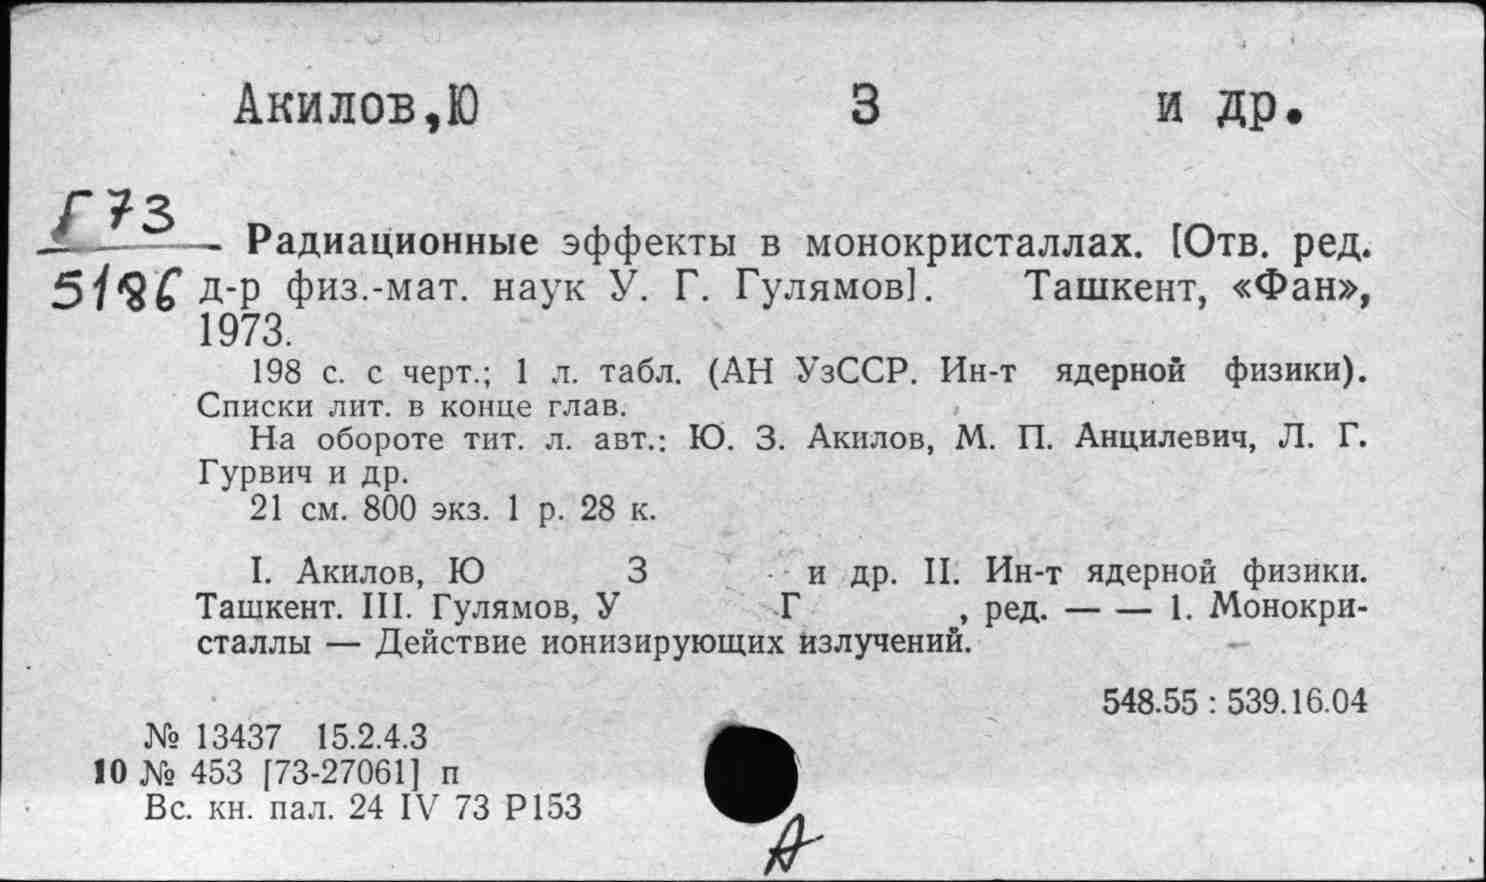 Акилов,Ю З и др.
Г73
5186
Радиационные эффекты в монокристаллах. [Отв. ред.
д-р физ.-мат. наук У. Г. Гулямов]. Ташкент, «Фан»,
1973.
198 с. с черт.; 1 л. табл. (АН УзССР. Ин-т ядерной физики).
Списки лит. в конце глав.
На обороте тит. л. авт.: Ю. З. Акилов, М. П. Анцилевич, Л. Г.
Гурвич и др.
21 см. 800 экз. 1 р. 28 к.
I. Акилов, Ю З и др. II. Ин-т ядерной физики.
Ташкент. III. Гулямов, У Г , ред. — — 1. Монокри-
сталлы — Действие ионизирующих излучений.
548.55 : 539.16.04
№ 13437 15.2.4.3
10 № 453 [73-27061] п
Вс. кн. пал. 24 IV 73 Р153
А